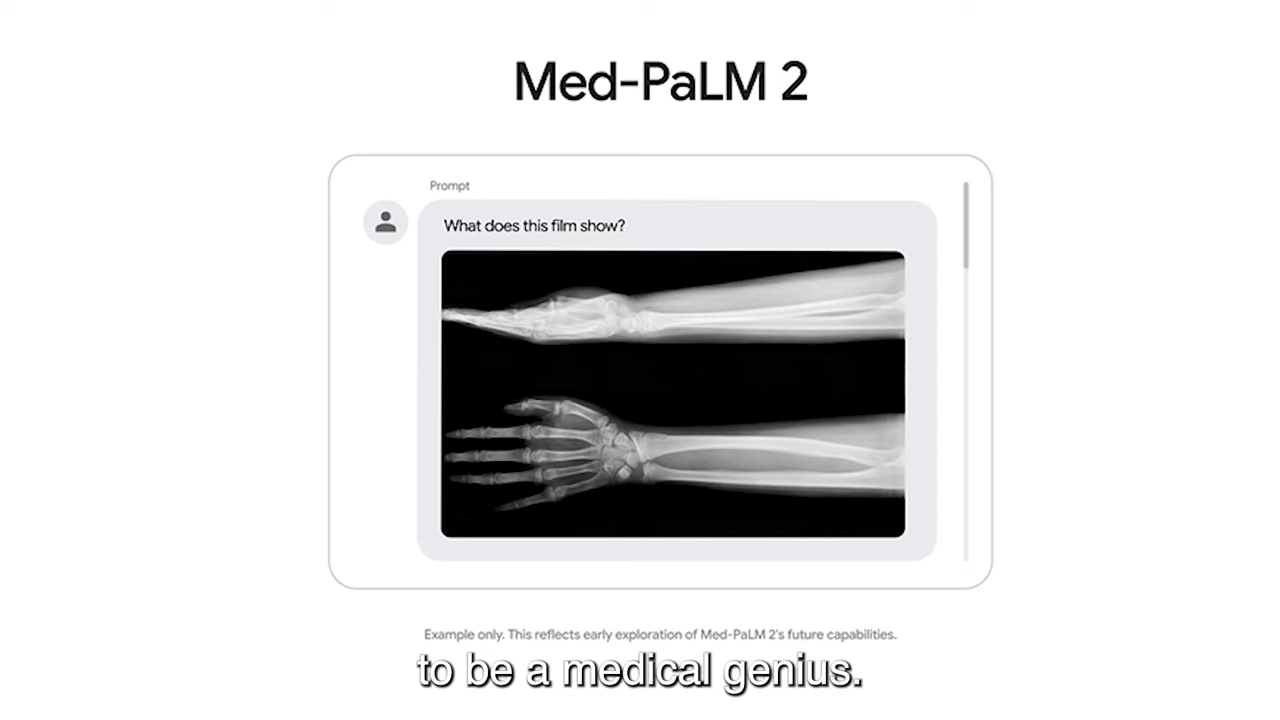 Med-PaLM 2
Prompt
What does this film show?
Example only. This reflects early exploration of Med-PaLM 2's future capabilities.
to be a medical genius.